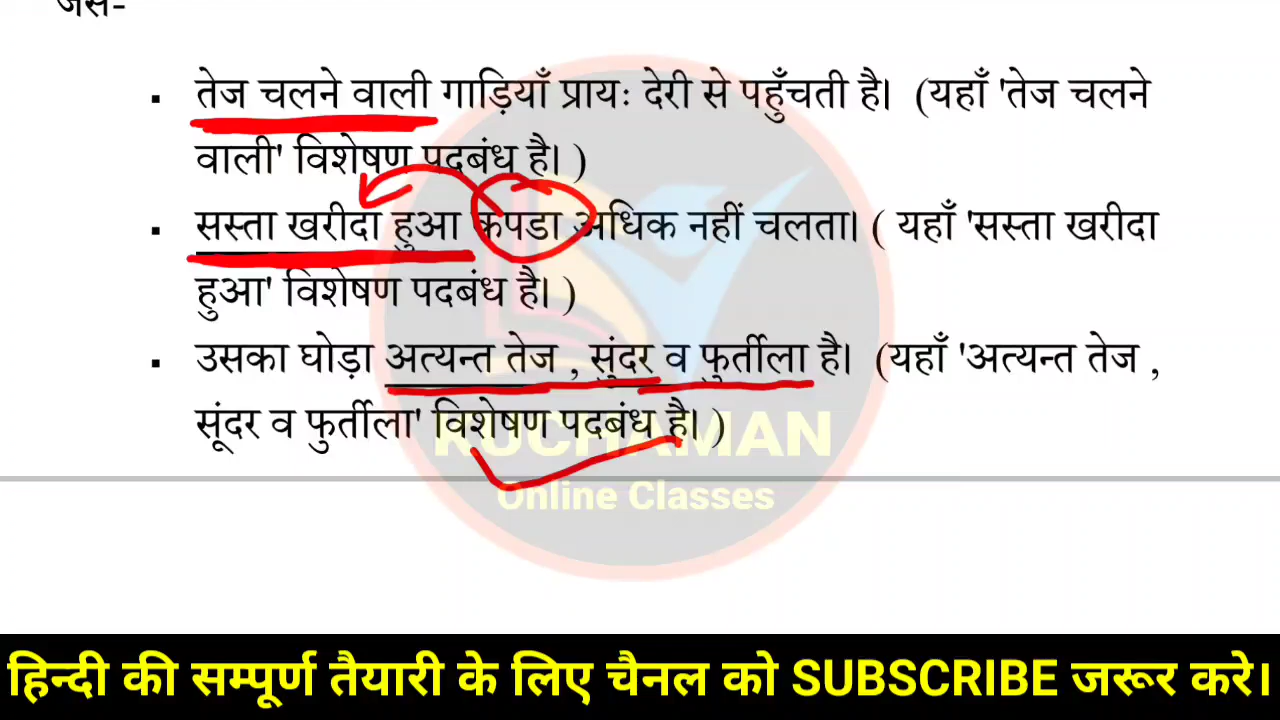 जैसे-
▪ तेज चलने वाली गाड़ियाँ प्रायः देरी से पहुँचती है। (यहाँ 'तेज चलने
वाली' विशेषण पदबंध है। )
▪ सस्ता खरीदा हुआ कपडा अधिक नहीं चलता। ( यहाँ 'सस्ता खरीदा
हुआ' विशेषण पदबंध है। )
▪ उसका घोड़ा अत्यन्त तेज , सुंदर व फुर्तीला है। (यहाँ 'अत्यन्त तेज ,
सूंदर व फुर्तीला' विशेषण पदबंध है। )
KUCHAMAN
Online Classes
हिन्दी की सम्पूर्ण तैयारी के लिए चैनल को SUBSCRIBE जरूर करे।